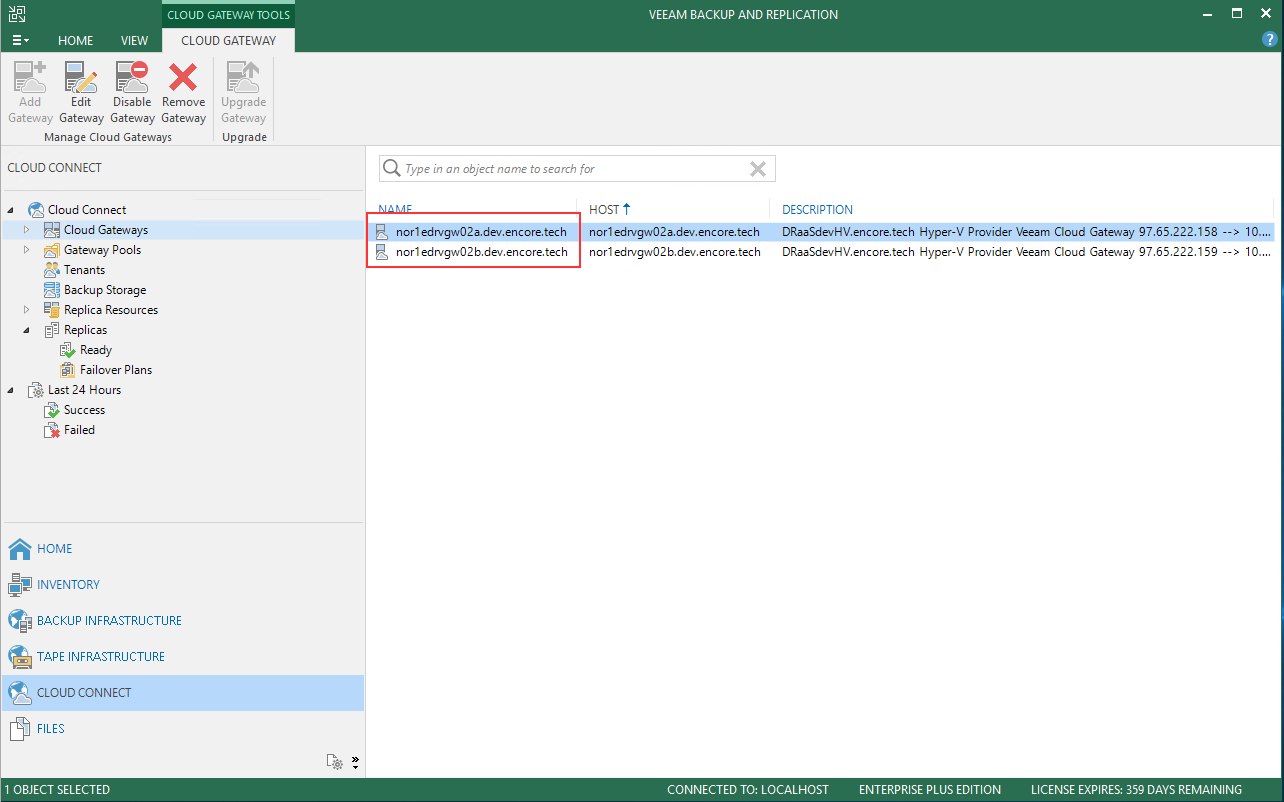 CLOUD GATEWAY TOOLS
VEEAM BACKUP AND REPLICATION
HOME VIEW CLOUD GATEWAY
Add Gateway
Edit Gateway
Disable Gateway
Remove Gateway
Upgrade Gateway
Manage Cloud Gateways
Upgrade
CLOUD CONNECT
Cloud Connect
Cloud Gateways
Gateway Pools
Tenants
Backup Storage
Replica Resources
Replicas
Ready
Failover Plans
Last 24 Hours
Success
Failed
HOME
INVENTORY
BACKUP INFRASTRUCTURE
TAPE INFRASTRUCTURE
CLOUD CONNECT
FILES
Type in an object name to search for
NAME HOST DESCRIPTION
nor1edrvgw02a.dev.encore.tech nor1edrvgw02a.dev.encore.tech DRaaSdevHV.encore.tech Hyper-V Provider Veeam Cloud Gateway 97.65.222.158 --> 10....
nor1edrvgw02b.dev.encore.tech nor1edrvgw02b.dev.encore.tech DRaaSdevHV.encore.tech Hyper-V Provider Veeam Cloud Gateway 97.65.222.159 --> 10....
1 OBJECT SELECTED
CONNECTED TO: LOCALHOST
ENTERPRISE PLUS EDITION
LICENSE EXPIRES: 359 DAYS REMAINING